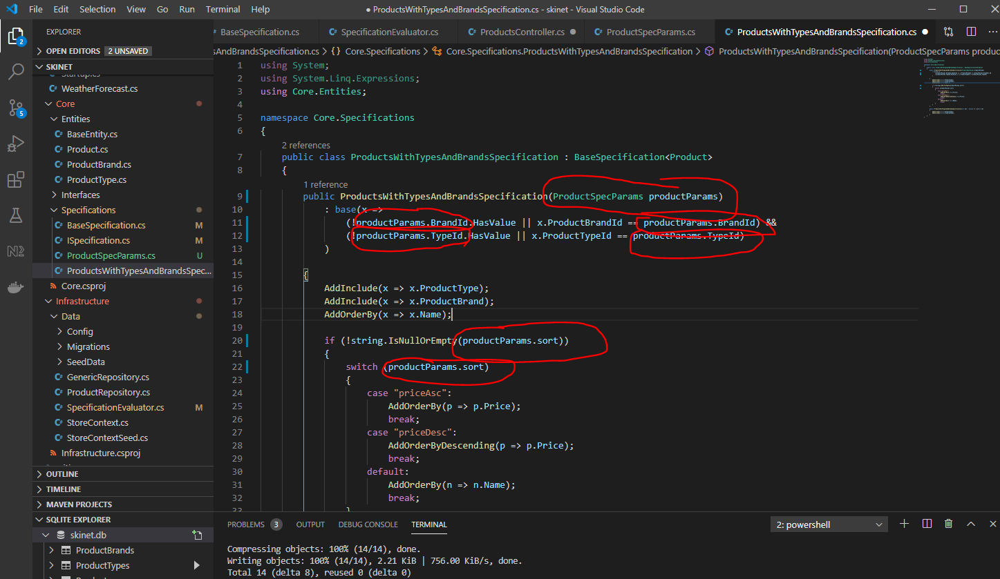 File Edit Selection View Go Run Terminal Help
● ProductsWithTypesAndBrandsSpecification.cs - skinet - Visual Studio Code
EXPLORER
OPEN EDITORS 2 UNSAVED
SKINET
Startup.cs
WeatherForecast.cs
Core
Entities
BaseEntity.cs
Product.cs
ProductBrand.cs
ProductType.cs
Interfaces
Specifications
BaseSpecification.cs M
ISpecification.cs M
ProductSpecParams.cs U
ProductsWithTypesAndBrandsSpec...
Core.csproj
Infrastructure
Data
Config
Migrations
SeedData
GenericRepository.cs
ProductRepository.cs
SpecificationEvaluator.cs M
StoreContext.cs
StoreContextSeed.cs
Infrastructure.csproj
OUTLINE
TIMELINE
MAVEN PROJECTS
SQLITE EXPLORER
skinet.db
ProductBrands
ProductTypes
2
5
BaseSpecification.cs SpecificationEvaluator.cs ProductsController.cs ● ProductSpecParams.cs ProductsWithTypesAndBrandsSpecification.cs ●
sAndBrandsSpecification.cs > {} Core.Specifications > Core.Specifications.ProductsWithTypesAndBrandsSpecification > ProductsWithTypesAndBrandsSpecification(ProductSpecParams produc
1 using System;
2 using System.Linq.Expressions;
3 using Core.Entities;
4
5 namespace Core.Specifications
6 {
2 references
7 public class ProductsWithTypesAndBrandsSpecification : BaseSpecification<Product>
8 {
1 reference
9 public ProductsWithTypesAndBrandsSpecification(ProductSpecParams productParams)
10 : base(x =>
11 (!productParams.BrandId.HasValue || x.ProductBrandId == productParams.BrandId) &&
12 (!productParams.TypeId.HasValue || x.ProductTypeId == productParams.TypeId)
13 )
14
15 {
16 AddInclude(x => x.ProductType);
17 AddInclude(x => x.ProductBrand);
18 AddOrderBy(x => x.Name);
19
20 if (!string.IsNullOrEmpty(productParams.sort))
21 {
22 switch (productParams.sort)
23 {
24 case "priceAsc":
25 AddOrderBy(p => p.Price);
26 break;
27 case "priceDesc":
28 AddOrderByDescending(p => p.Price);
29 break;
30 default:
31 AddOrderBy(n => n.Name);
32 break;
33 }
PROBLEMS 3 OUTPUT DEBUG CONSOLE TERMINAL 2: powershell
Compressing objects: 100% (14/14), done.
Writing objects: 100% (14/14), 2.21 KiB | 756.00 KiB/s, done.
Total 14 (delta 8), reused 0 (delta 0)